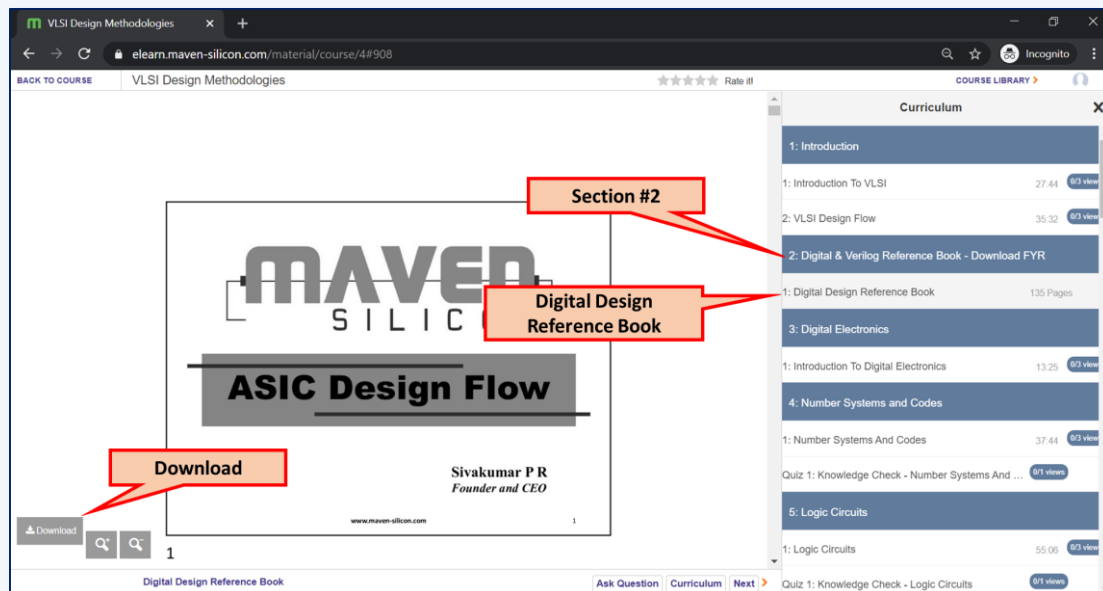 VLSI Design Methodologies
elearn.maven-silicon.com/material/course/4#908
Incognito
BACK TO COURSE
VLSI Design Methodologies
Rate it!
COURSE LIBRARY
Curriculum
1: Introduction
1: Introduction To VLSI 27:44 0/3 view
2: VLSI Design Flow 35:32 0/3 view
2: Digital & Verilog Reference Book - Download FYR
1: Digital Design Reference Book 135 Pages
3: Digital Electronics
1: Introduction To Digital Electronics 13:25 0/3 view
4: Number Systems and Codes
1: Number Systems And Codes 37:44 0/3 view
Quiz 1: Knowledge Check - Number Systems And ... 0/1 views
5: Logic Circuits
1: Logic Circuits 55:06 0/3 view
Quiz 1: Knowledge Check - Logic Circuits 0/1 views
Section #2
Digital Design
Reference Book
Download
MAVEN
SILIC
ASIC Design Flow
Sivakumar P R
Founder and CEO
www.maven-silicon.com 1
Download
1
Digital Design Reference Book
Ask Question Curriculum Next